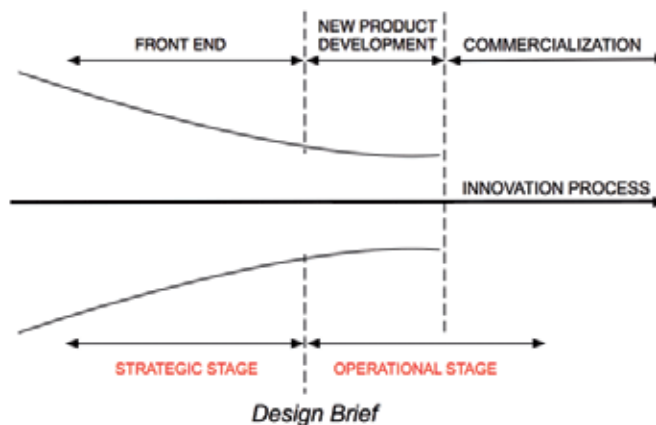 FRONT END
NEW PRODUCT
DEVELOPMENT
COMMERCIALIZATION
INNOVATION PROCESS
STRATEGIC STAGE
OPERATIONAL STAGE
Design Brief